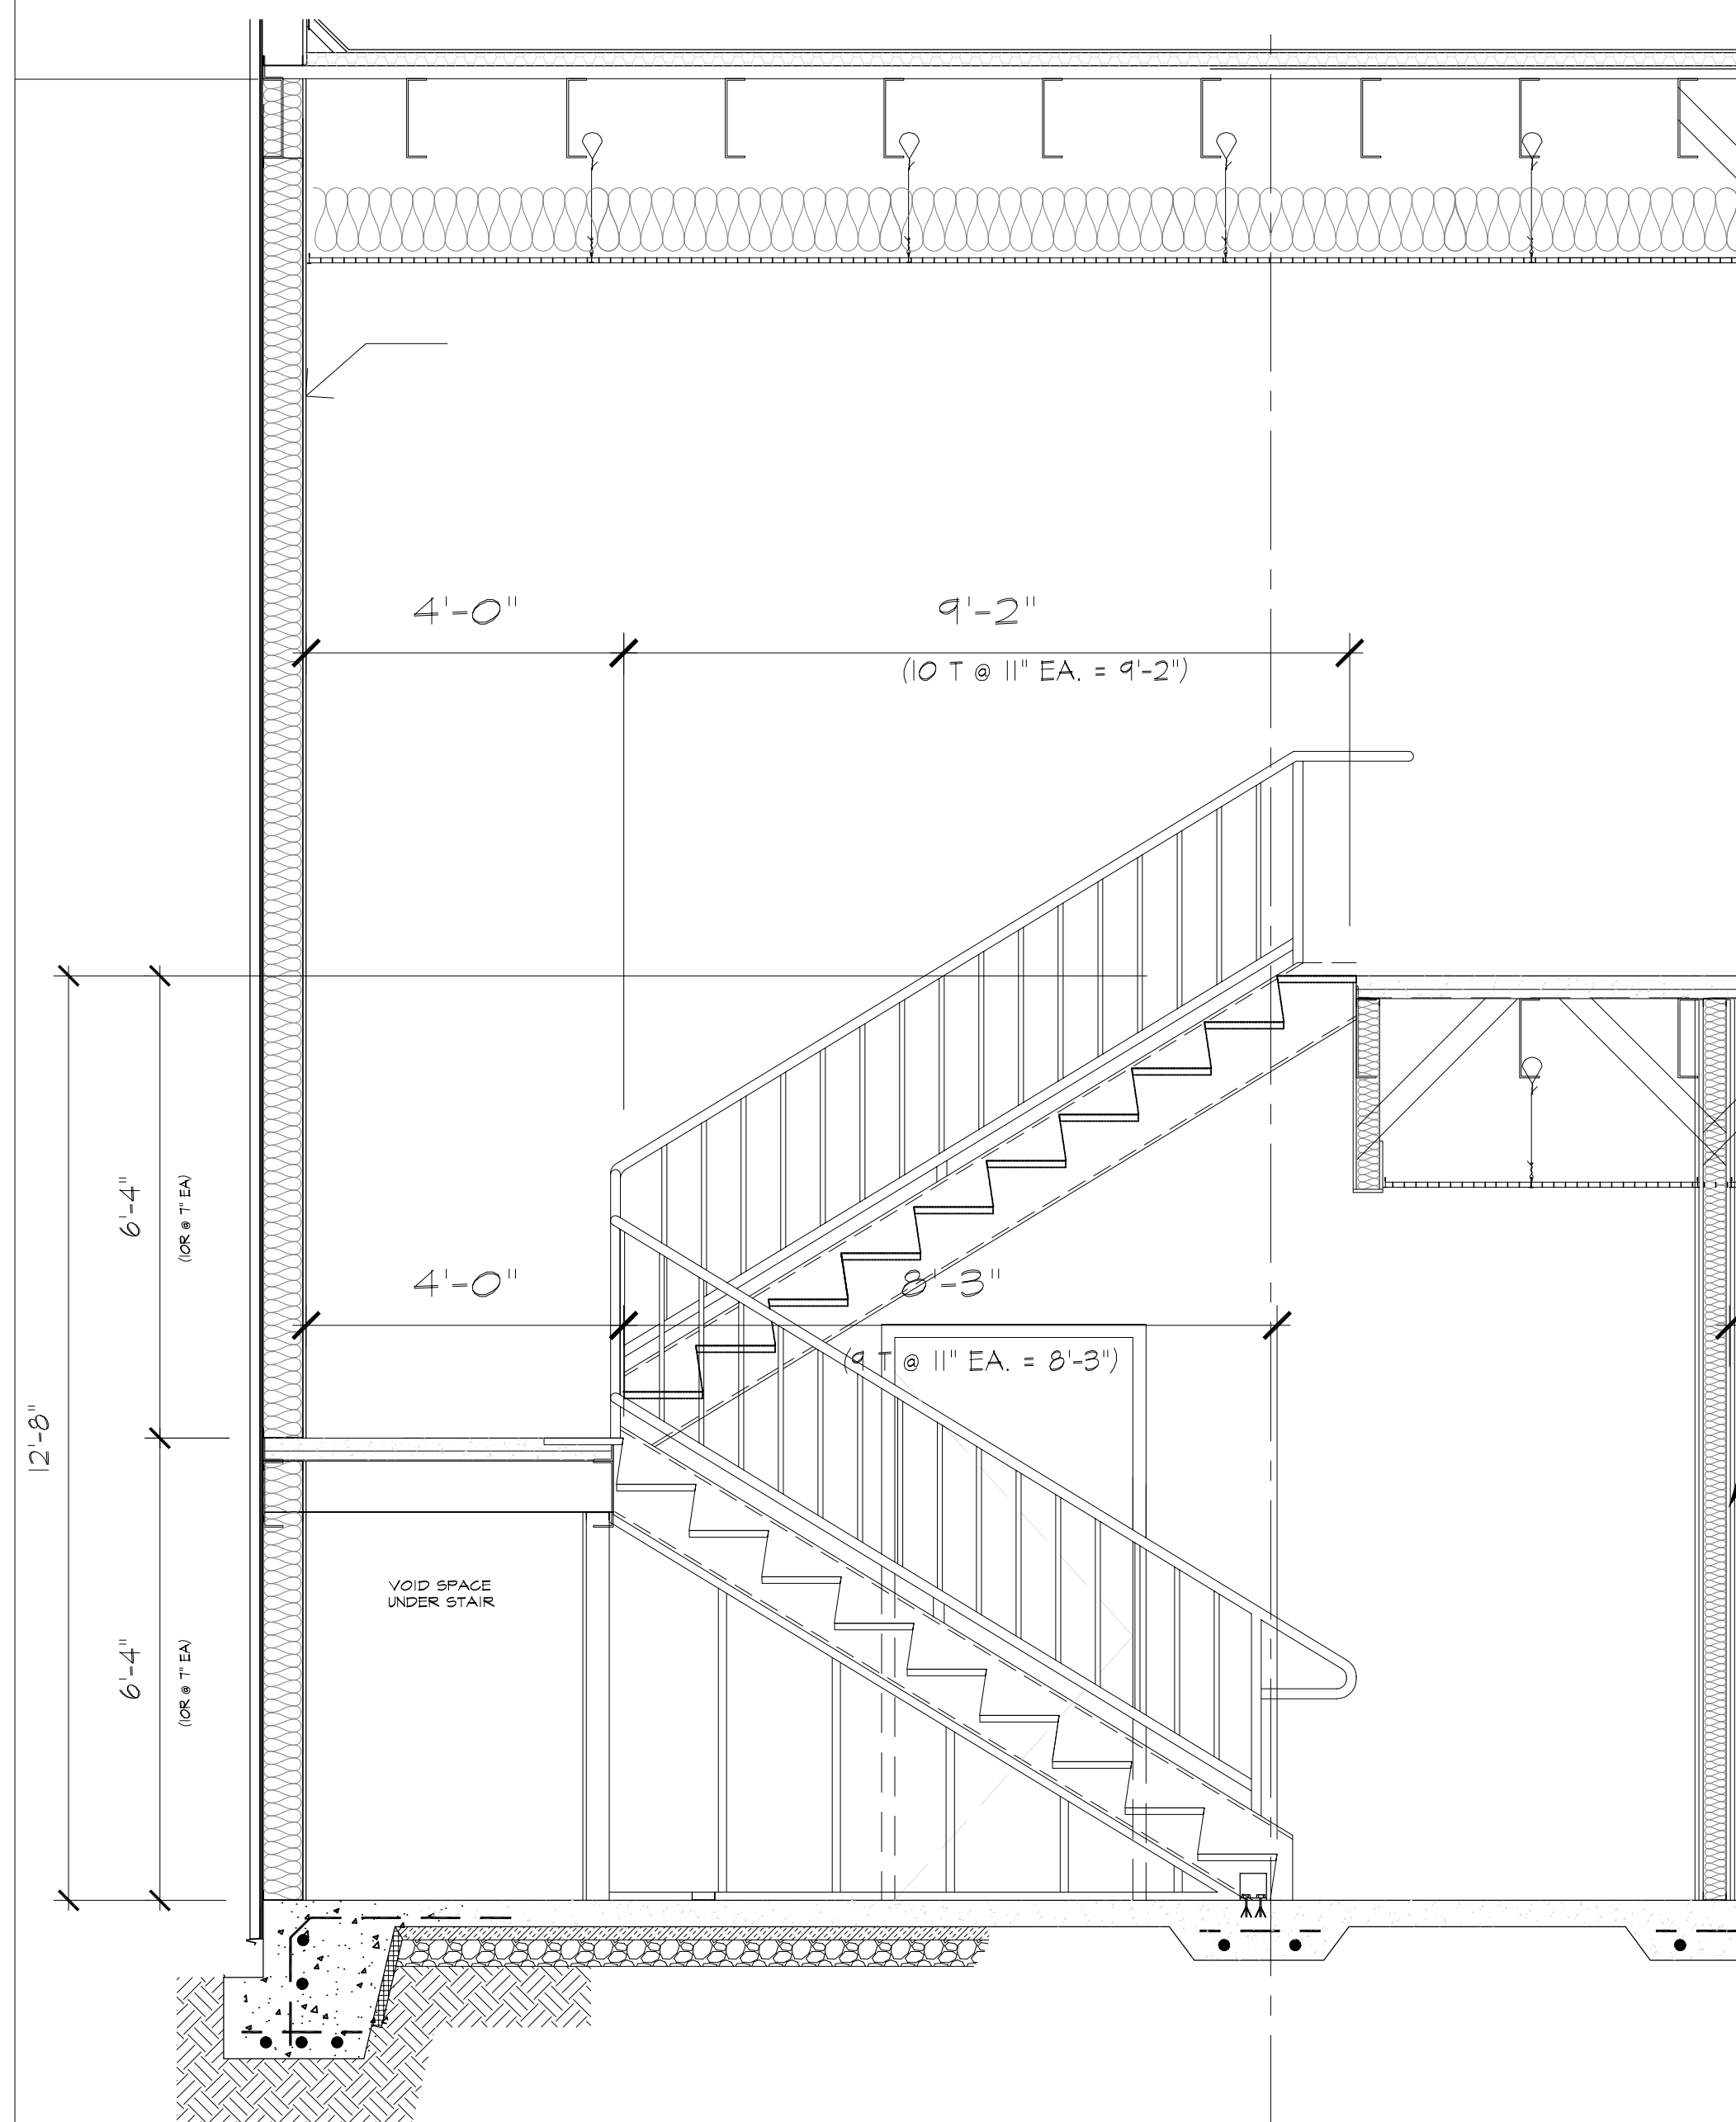 4'-0"
9'-2"
(10 T @ 11" EA. = 9'-2")
6'-4"
(10R @ 7" EA)
4'-0"
8'-3"
(9 T @ 11" EA. = 8'-3")
12'-8"
VOID SPACE
UNDER STAIR
6'-4"
(10R @ 7" EA)